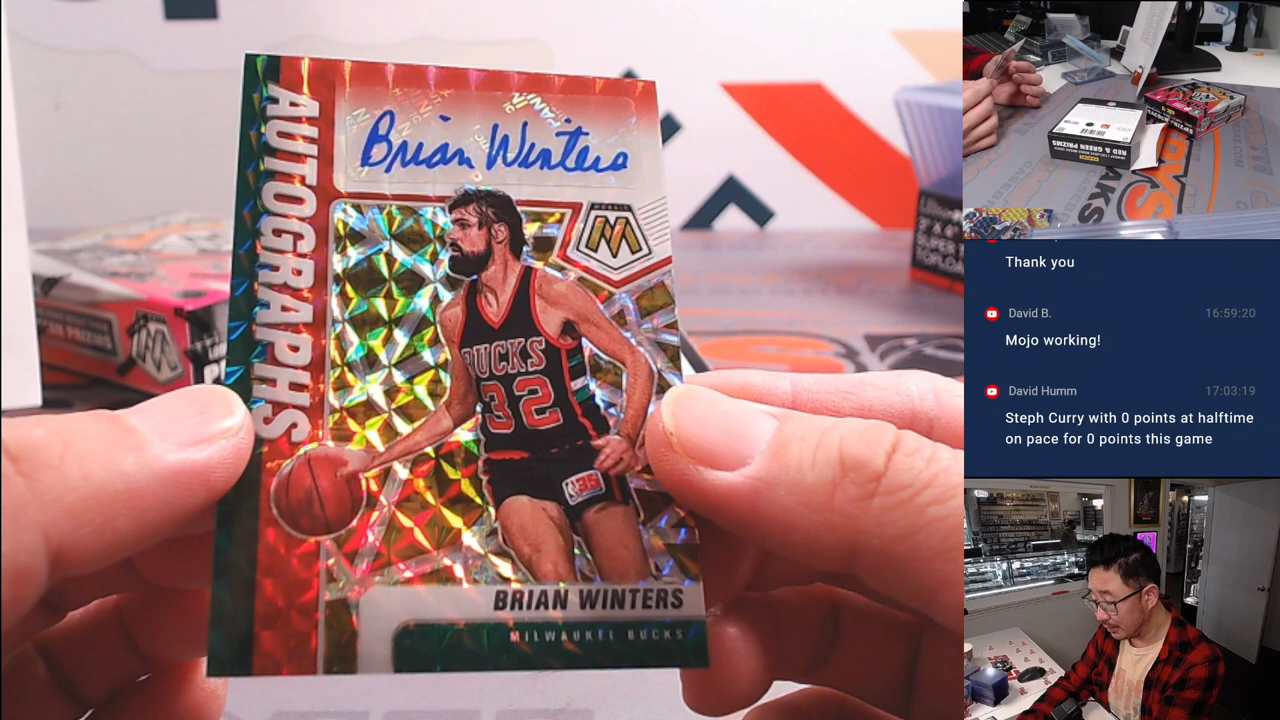 AUTOGRAPHS
Brian Winters
MOSAIC
M
BUCKS
32
35
BRIAN WINTERS
MILWAUKEE BUCKS
RED & GREEN PRIZMS
Thank you
David B.
16:59:20
Mojo working!
David Humm
17:03:19
Steph Curry with 0 points at halftime
on pace for 0 points this game